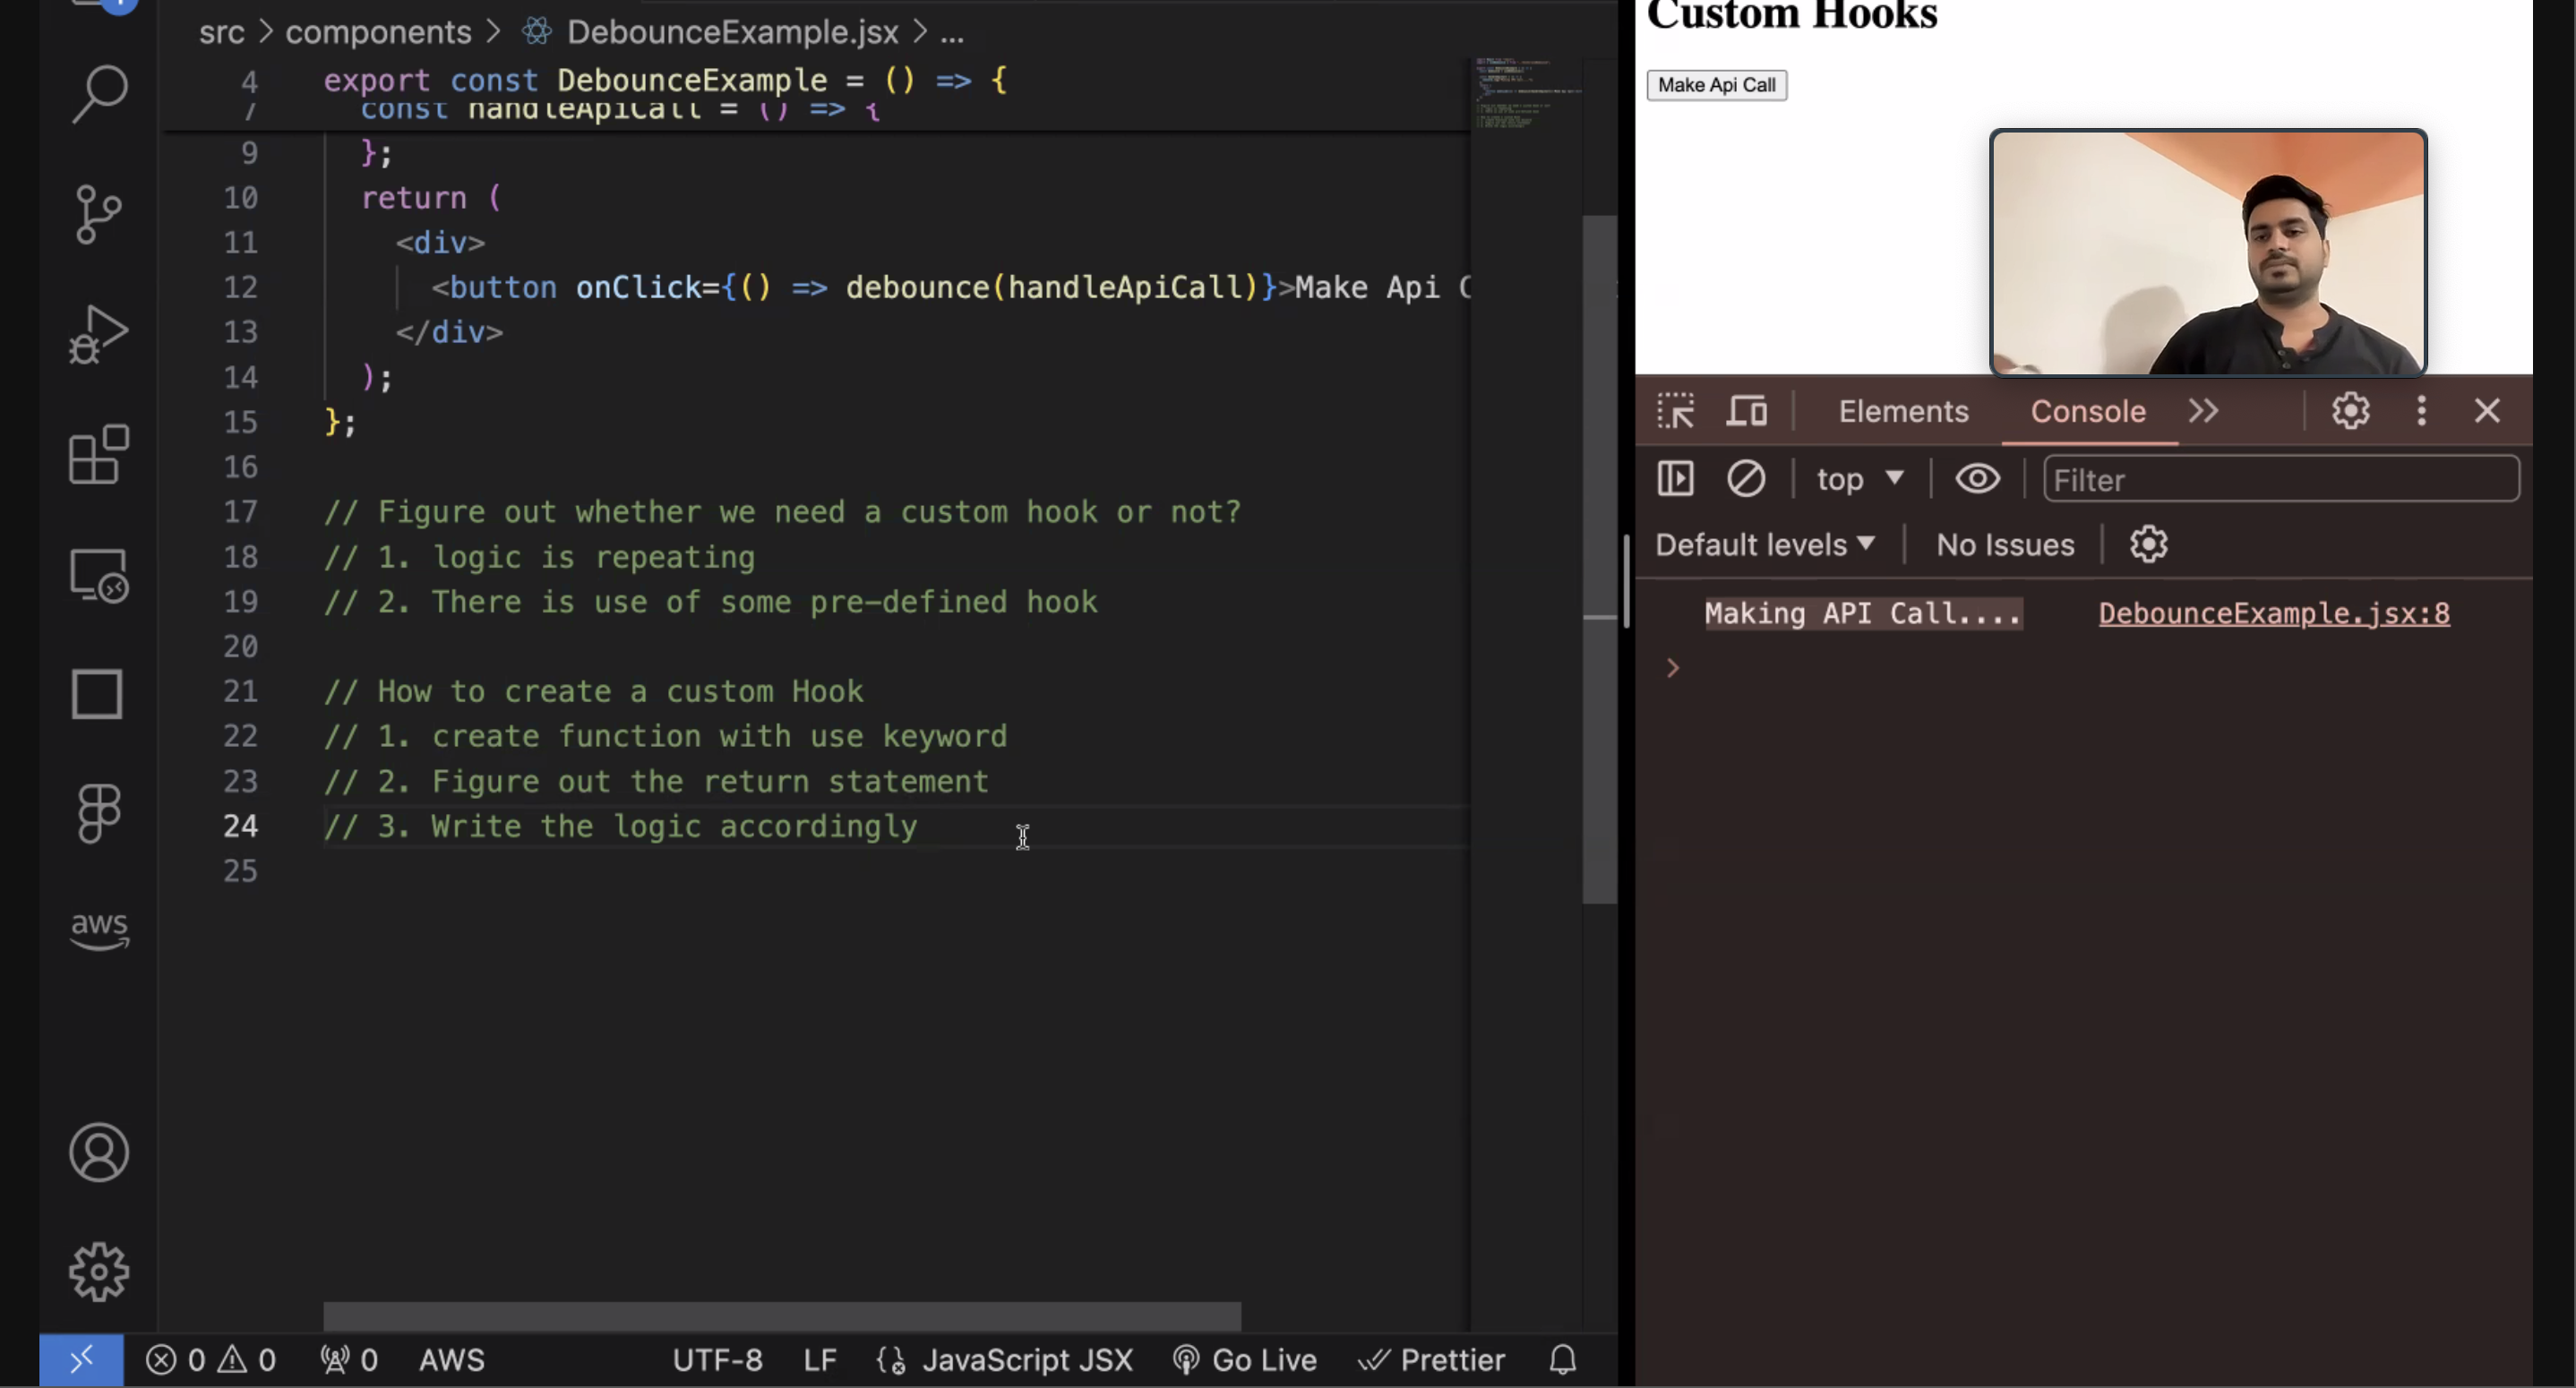 src > components > DebounceExample.jsx > ...
4 export const DebounceExample = () => {
7 const handleApiCall = () => {
9 };
10 return (
11 <div>
12 <button onClick={() => debounce(handleApiCall)}>Make Api C
13 </div>
14 );
15 };
16
17 // Figure out whether we need a custom hook or not?
18 // 1. logic is repeating
19 // 2. There is use of some pre-defined hook
20
21 // How to create a custom Hook
22 // 1. create function with use keyword
23 // 2. Figure out the return statement
24 // 3. Write the logic accordingly
25
aws
0 0 0 AWS UTF-8 LF JavaScript JSX Go Live Prettier
Custom Hooks
Make Api Call
Elements Console
top Filter
Default levels No Issues
Making API Call.... DebounceExample.jsx:8